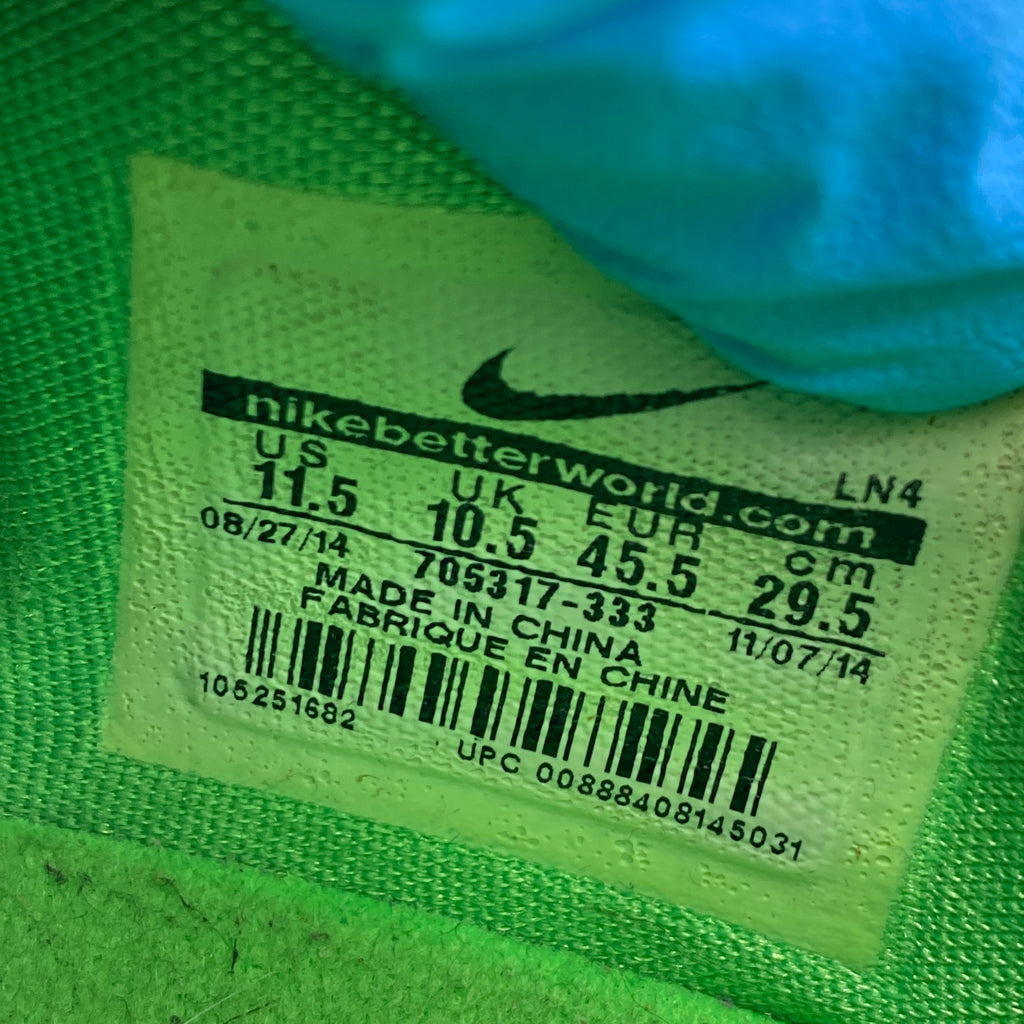 nikebetterworld.com
LN4
US UK EUR cm
11.5 10.5 45.5 29.5
08/27/14 705317-333 11/07/14
MADE IN CHINA
FABRIQUE EN CHINE
105251682
UPC 00888408145031